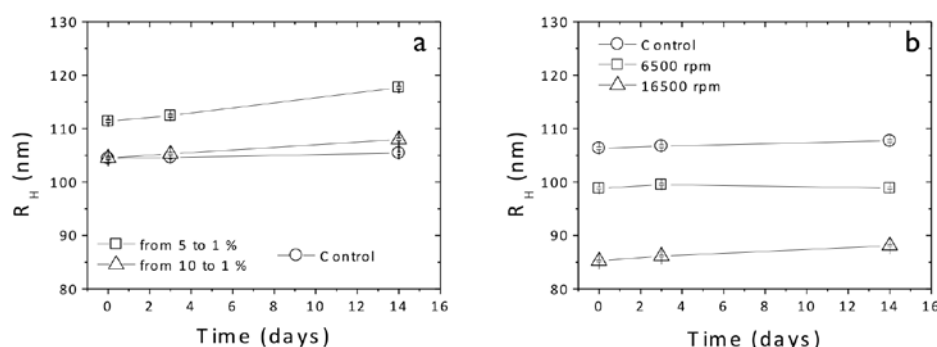 a
130
120
110
100
90
80
R_H (nm)
from 5 to 1 %
from 10 to 1 %
Control
0 2 4 6 8 10 12 14 16
Time (days)
b
130
120
110
100
90
80
R_H (nm)
Control
6500 rpm
16500 rpm
0 2 4 6 8 10 12 14 16
Time (days)